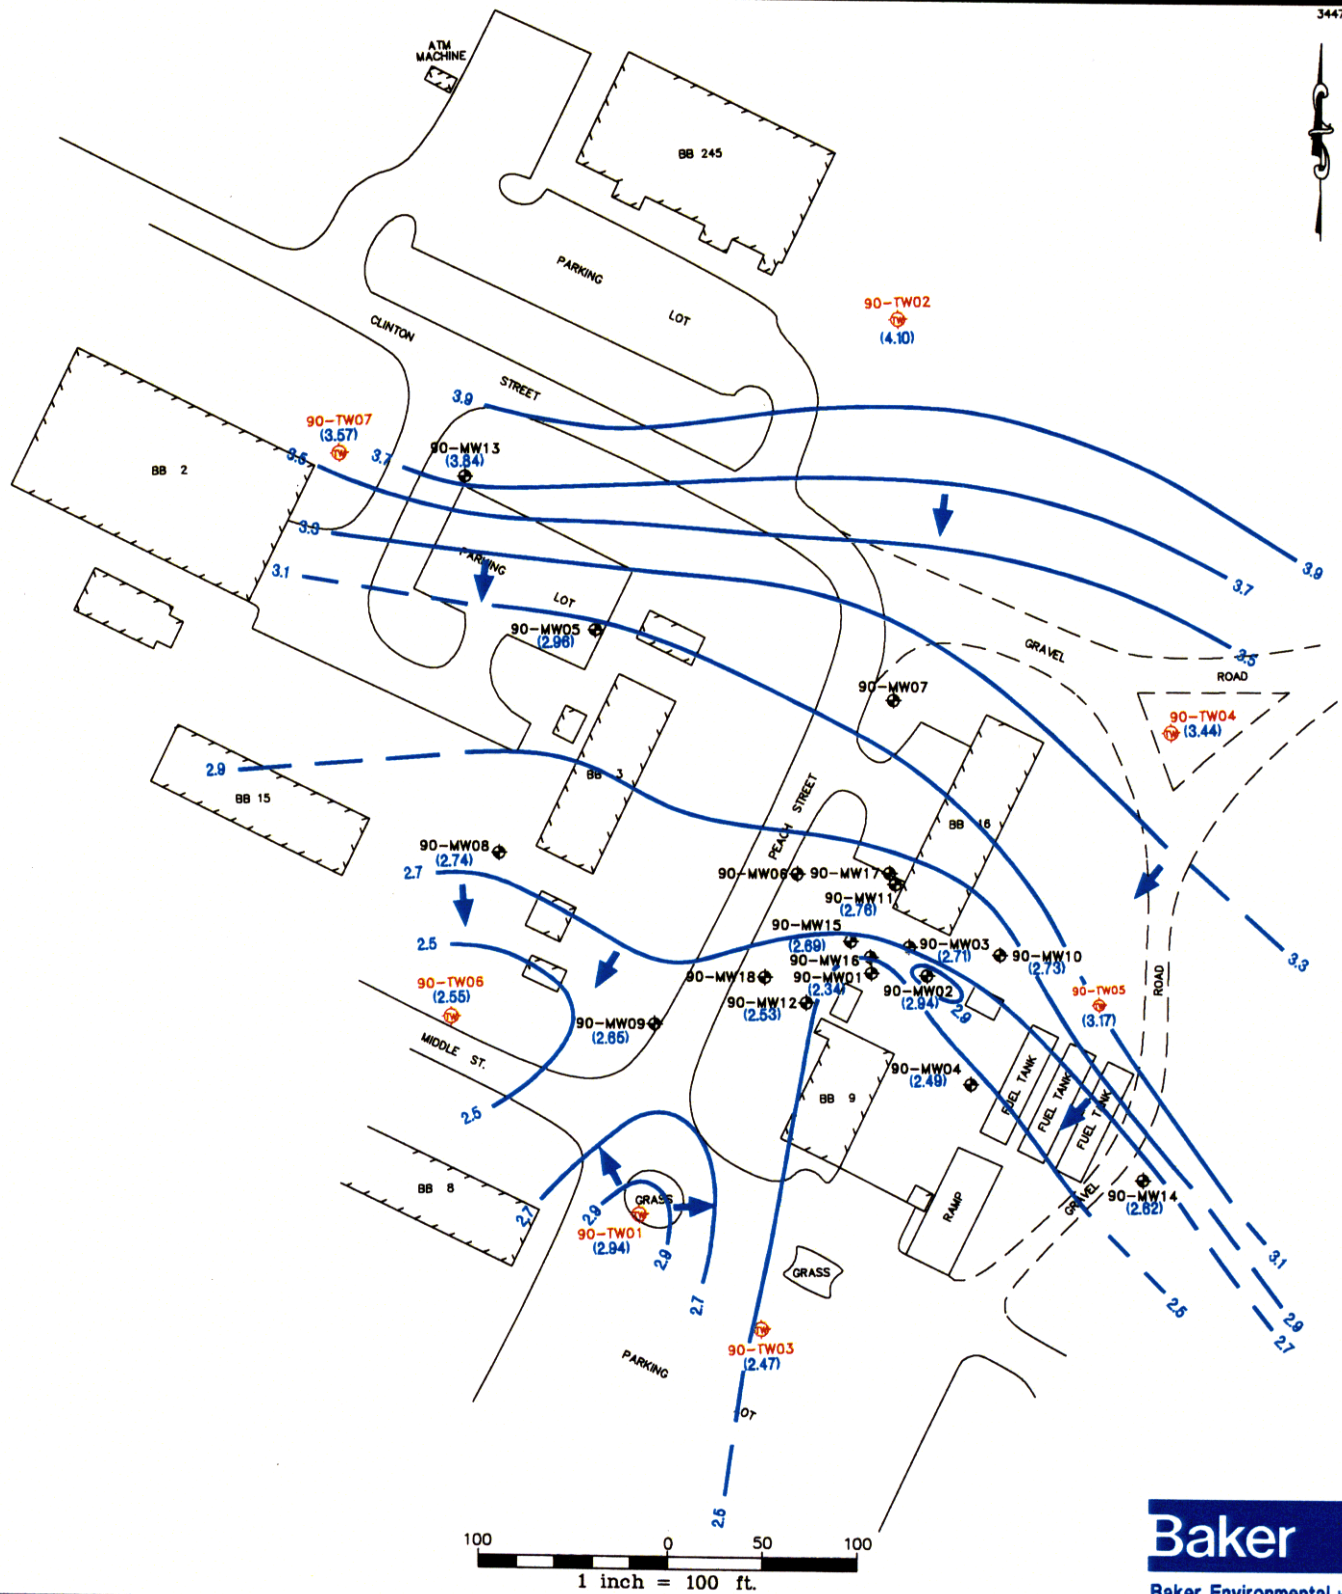 3447
ATM
MACHINE
BB 245
PARKING
LOT
90-TW02
(4.10)
CLINTON
STREET
3.9
90-TW07
(3.57)
90-MW13
(3.84)
3.5
3.7
BB 2
3.3
PARKING
LOT
3.1
90-MW05
(2.96)
3.9
3.7
3.5
GRAVEL
ROAD
90-MW07
90-TW04
(3.44)
2.9
BB 15
BB 3
PEACH STREET
BB 16
90-MW08
(2.74)
2.7
90-MW06
90-MW17
90-MW11
(2.76)
90-MW15
(2.69)
90-MW03
(2.71)
90-MW10
(2.73)
2.5
90-MW16
90-MW18
90-MW01
(2.34)
90-MW02
(2.94)
2.9
3.3
ROAD
90-TW06
(2.55)
90-MW12
(2.53)
90-TW05
(3.17)
90-MW09
(2.65)
MIDDLE ST.
90-MW04
(2.49)
FUEL TANK
FUEL TANK
FUEL TANK
BB 9
2.5
BB 8
GRASS
2.7
2.9
90-TW01
(2.94)
2.9
2.7
RAMP
GRAVEL
90-MW14
(2.62)
GRASS
3.1
2.5
2.9
2.7
90-TW03
(2.47)
PARKING
LOT
100
0
50
100
1 inch = 100 ft.
Baker